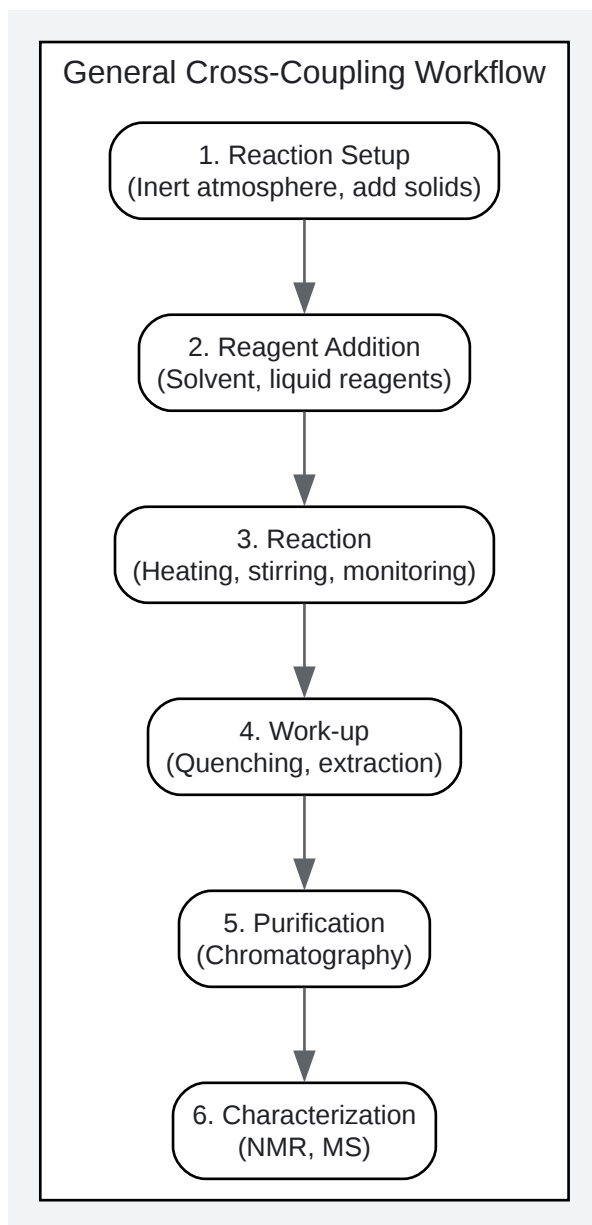 General Cross-Coupling Workflow
1. Reaction Setup
(Inert atmosphere, add solids)
2. Reagent Addition
(Solvent, liquid reagents)
3. Reaction
(Heating, stirring, monitoring)
4. Work-up
(Quenching, extraction)
5. Purification
(Chromatography)
6. Characterization
(NMR, MS)